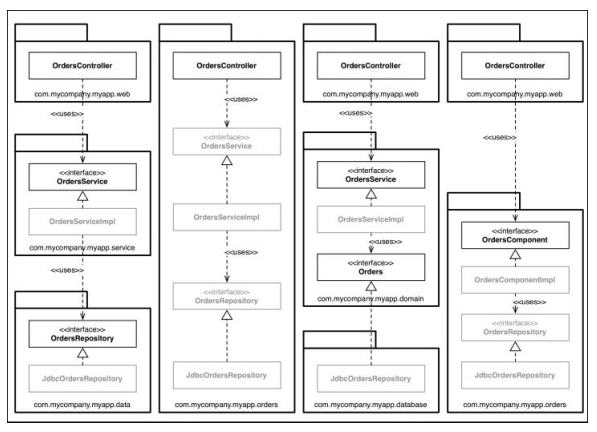 OrdersController
com.mycompany.myapp.web
<<uses>>
<<interface>>
OrdersService
OrdersServiceImpl
com.mycompany.myapp.service
<<uses>>
<<interface>>
OrdersRepository
JdbcOrdersRepository
com.mycompany.myapp.data
OrdersController
<<uses>>
<<interface>>
OrdersService
OrdersServiceImpl
<<uses>>
<<interface>>
OrdersRepository
JdbcOrdersRepository
com.mycompany.myapp.orders
OrdersController
com.mycompany.myapp.web
<<uses>>
<<interface>>
OrdersService
OrdersServiceImpl
<<uses>>
<<interface>>
Orders
com.mycompany.myapp.domain
JdbcOrdersRepository
com.mycompany.myapp.database
OrdersController
com.mycompany.myapp.web
<<uses>>
<<interface>>
OrdersComponent
OrdersComponentImpl
<<uses>>
<<interface>>
OrdersRepository
JdbcOrdersRepository
com.mycompany.myapp.orders